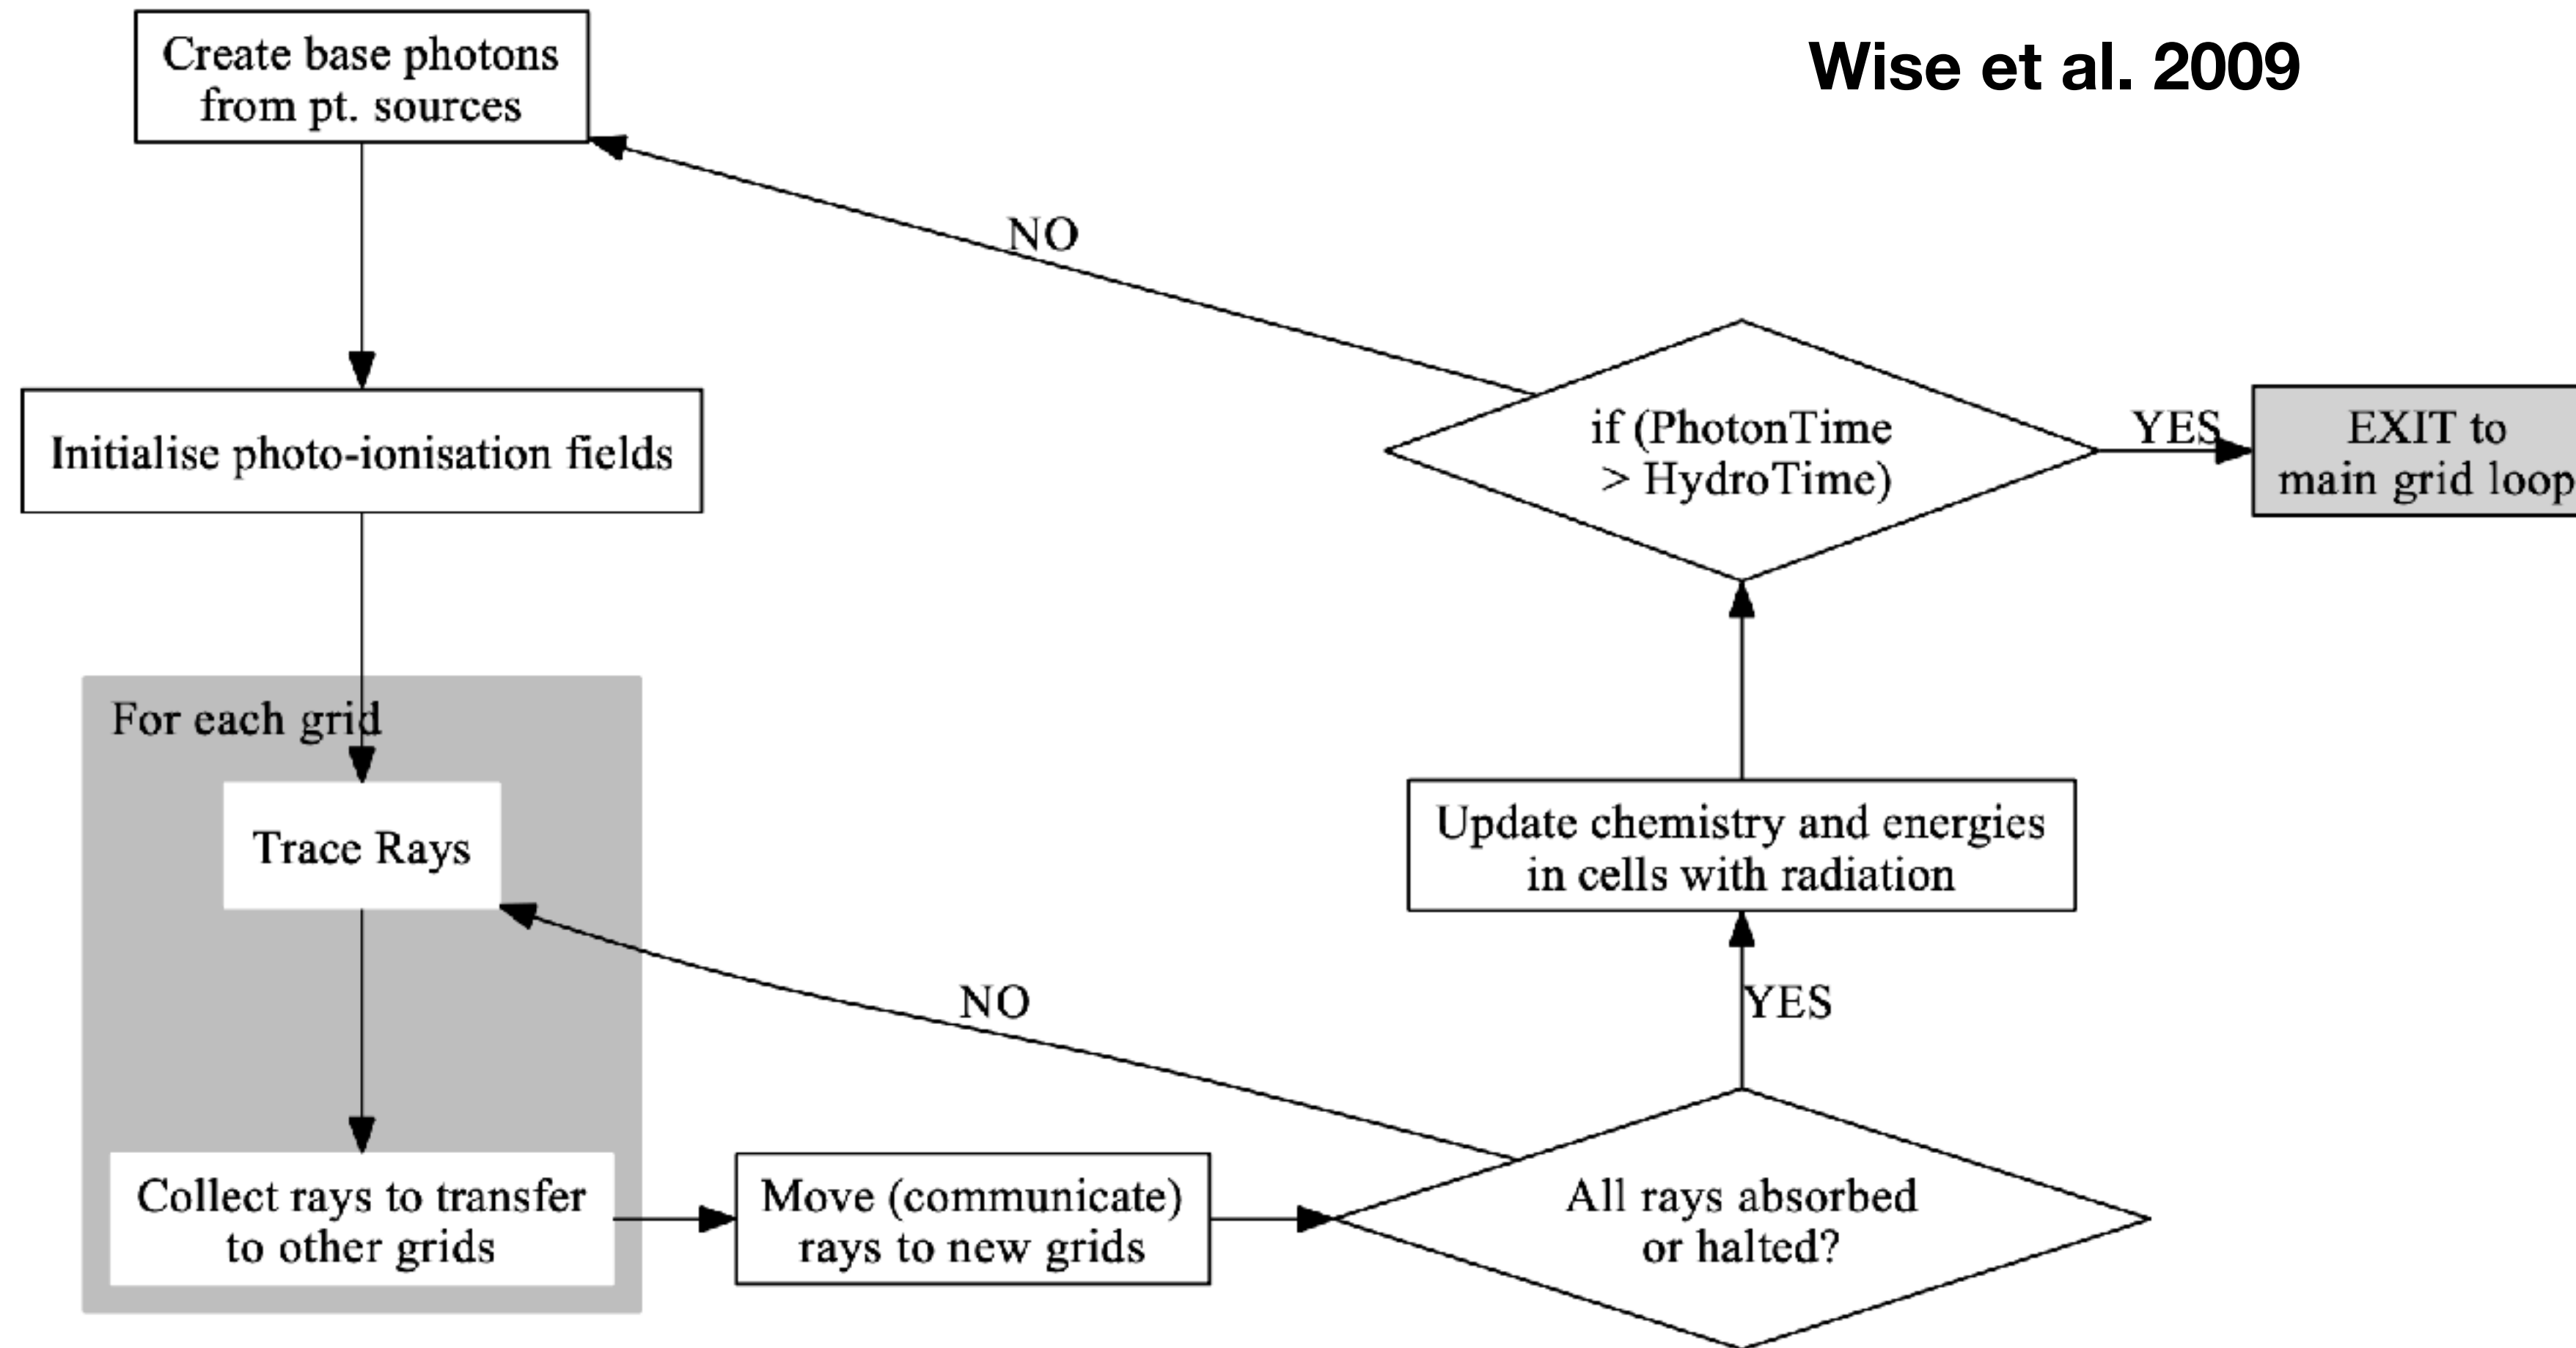 Create base photons
from pt. sources
Wise et al. 2009
NO
Initialise photo-ionisation fields
if (PhotonTime
> HydroTime)
YES
EXIT to
main grid loop
For each grid
Trace Rays
Update chemistry and energies
in cells with radiation
NO
YES
Collect rays to transfer
to other grids
Move (communicate)
rays to new grids
All rays absorbed
or halted?